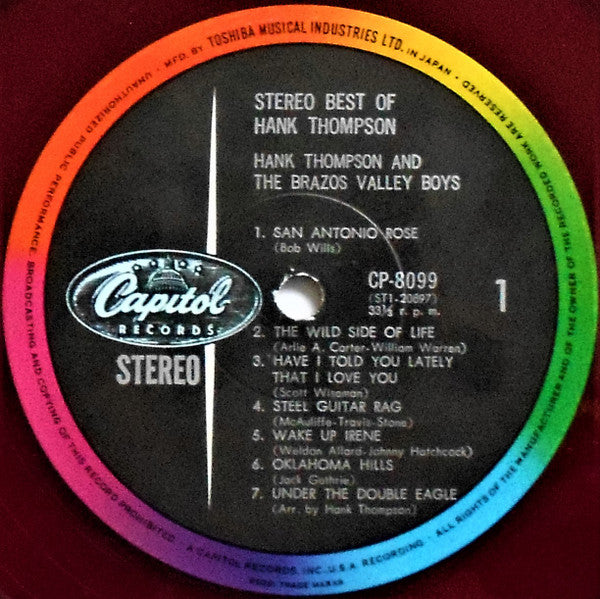 MFD. BY TOSHIBA MUSICAL INDUSTRIES LTD. IN JAPAN · ALL RIGHTS OF THE MANUFACTURER AND OF THE OWNER OF THE RECORDED WORK ARE RESERVED
UNAUTHORIZED PUBLIC PERFORMANCE, BROADCASTING AND COPYING OF THIS RECORD PROHIBITED · A CAPITOL RECORDS, INC., U.S.A. RECORDING ·
STEREO BEST OF
HANK THOMPSON
HANK THOMPSON AND
THE BRAZOS VALLEY BOYS
1. SAN ANTONIO ROSE
(Bob Wills)
Capitol
RECORDS
STEREO
CP-8099
(ST1-20897)
33⅓ r. p. m.
1
2. THE WILD SIDE OF LIFE
(Arlie A. Carter-William Warren)
3. HAVE I TOLD YOU LATELY
THAT I LOVE YOU
(Scott Wiseman)
4. STEEL GUITAR RAG
(McAuliffe-Travis-Stone)
5. WAKE UP IRENE
(Weldon Allard-Johnny Hatchcock)
6. OKLAHOMA HILLS
(Jack Guthrie)
7. UNDER THE DOUBLE EAGLE
(Arr. by Hank Thompson)